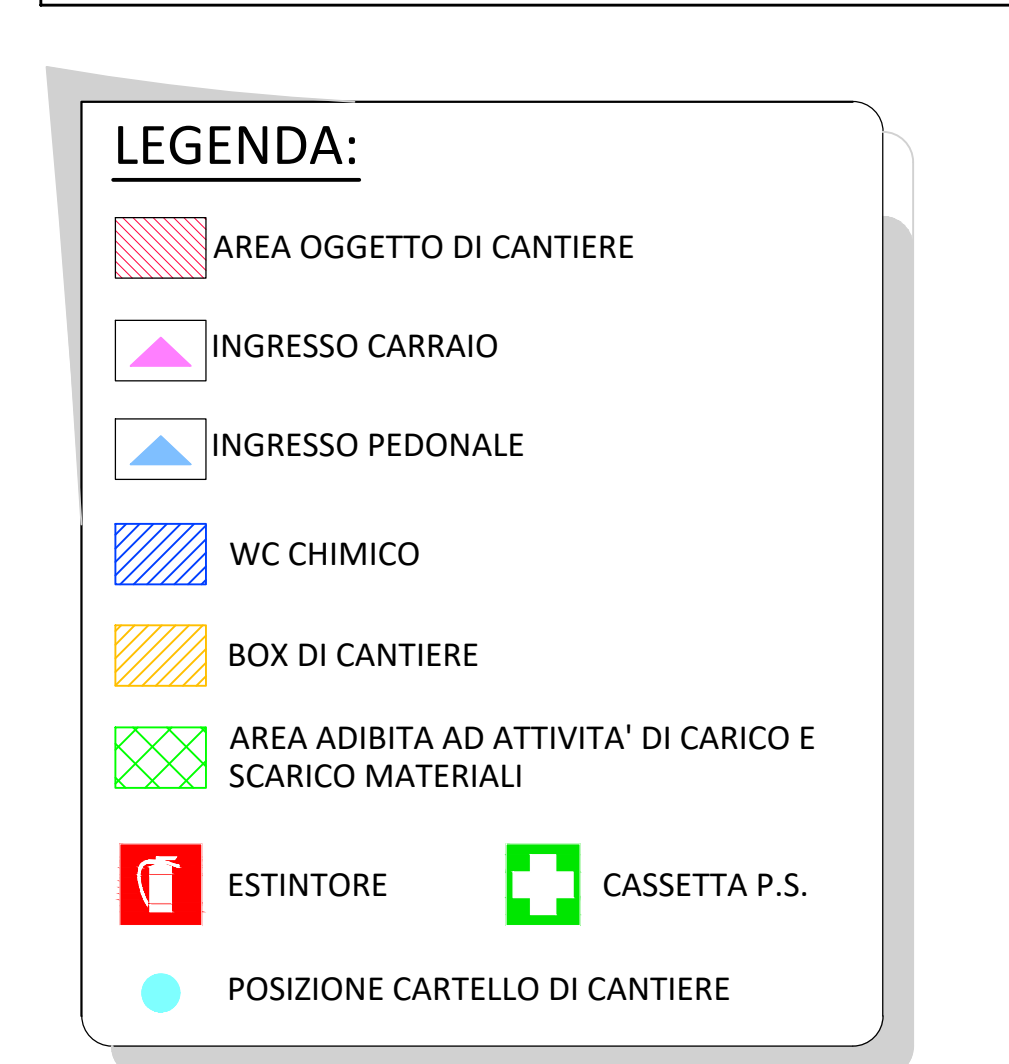 LEGENDA:
AREA OGGETTO DI CANTIERE
INGRESSO CARRAIO
INGRESSO PEDONALE
WC CHIMICO
BOX DI CANTIERE
AREA ADIBITA AD ATTIVITA' DI CARICO E
SCARICO MATERIALI
ESTINTORE CASSETTA P.S.
POSIZIONE CARTELLO DI CANTIERE